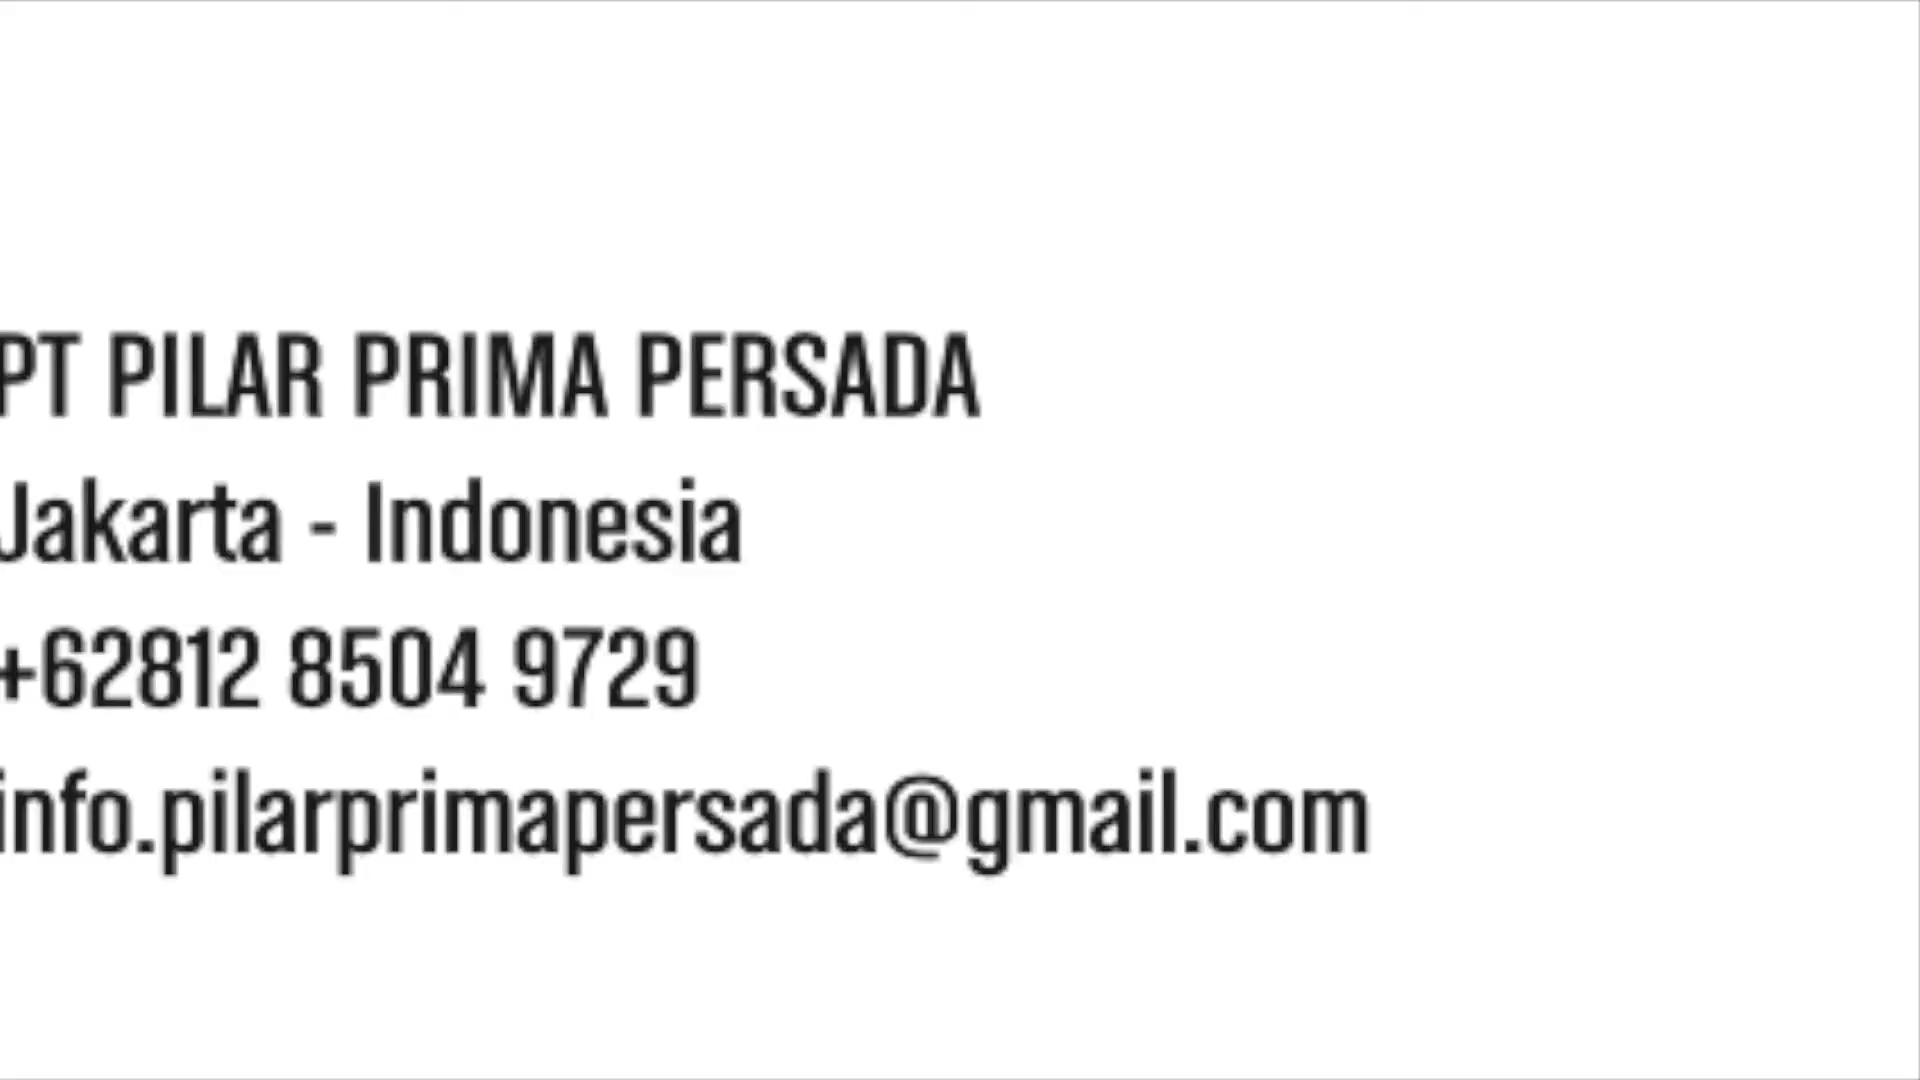 PT PILAR PRIMA PERSADA
Jakarta - Indonesia
+62812 8504 9729
info.pilarprimapersada@gmail.com